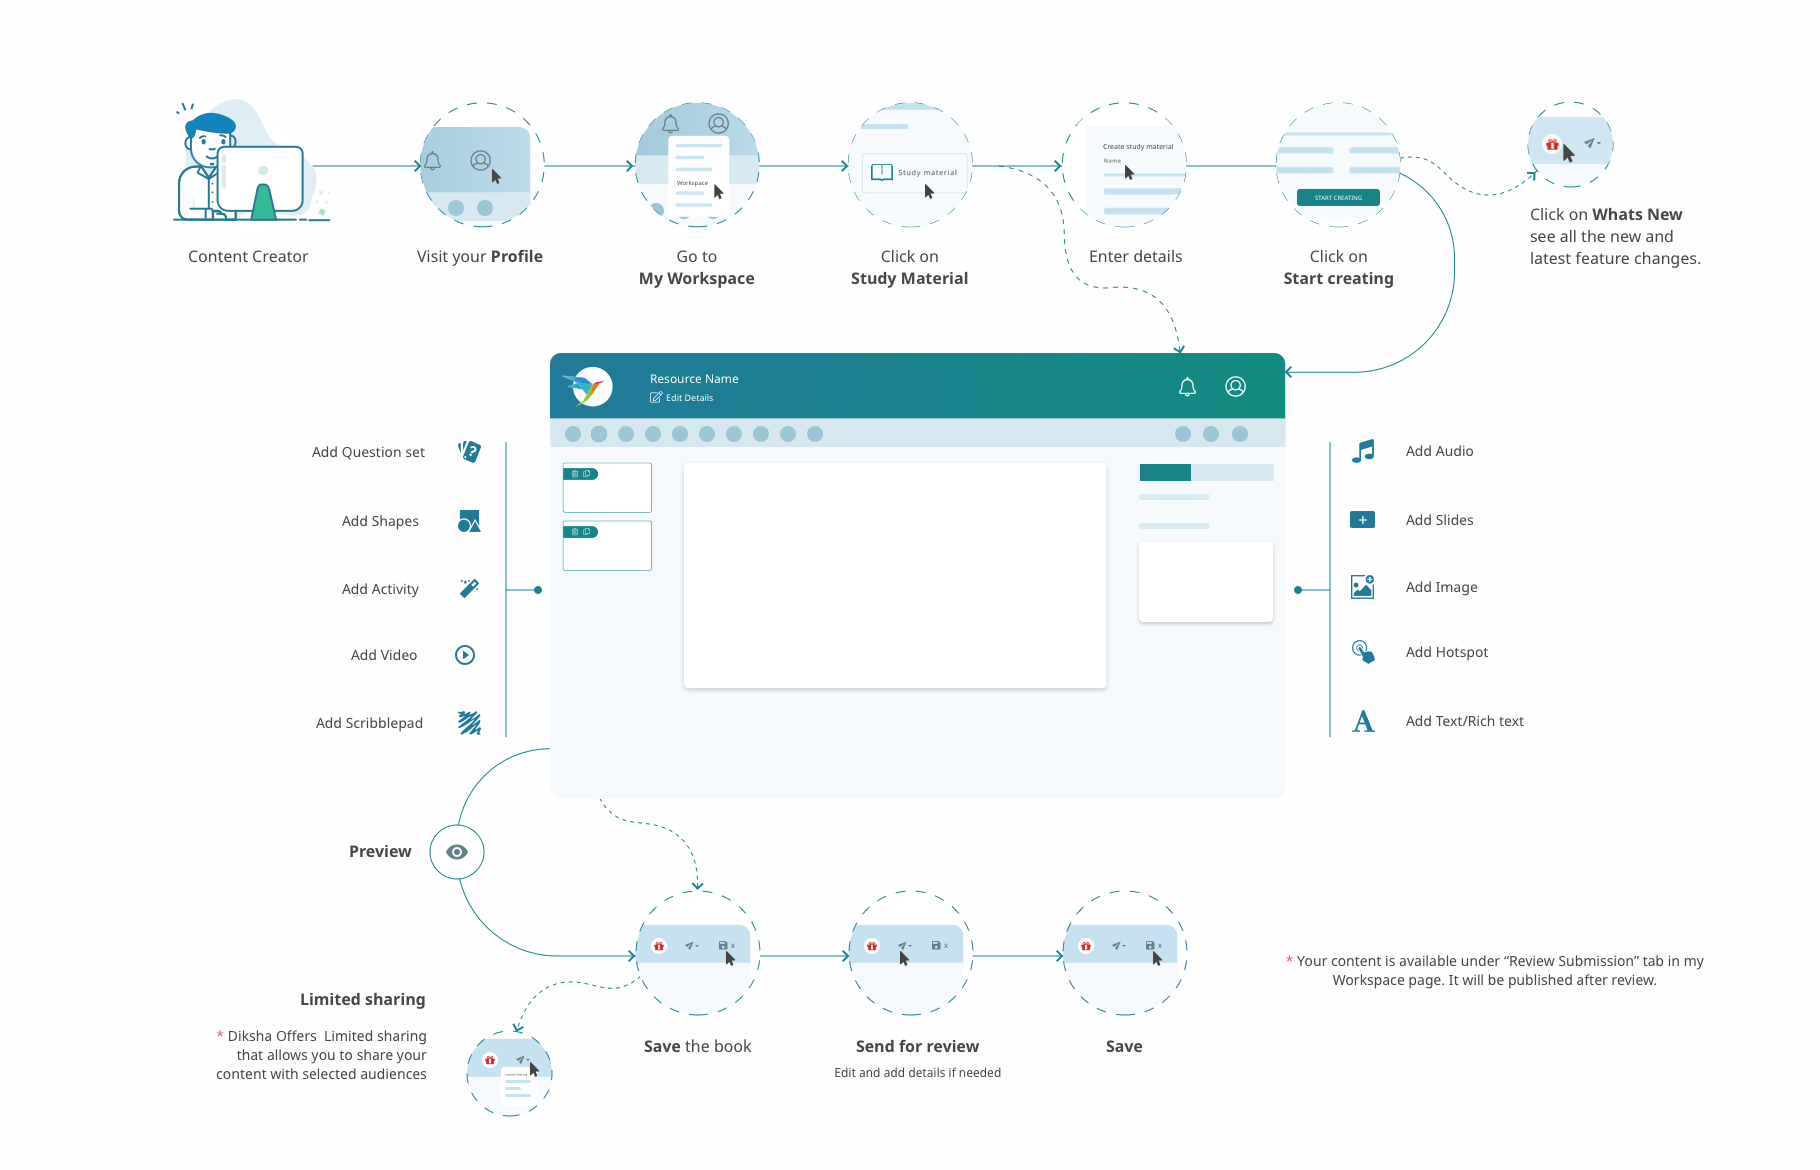 Content Creator
Visit your Profile
Workspace
Go to
My Workspace
Study material
Click on
Study Material
Create study material
Name
Enter details
START CREATING
Click on
Start creating
Click on Whats New
see all the new and
latest feature changes.
Resource Name
Edit Details
Add Question set
Add Shapes
Add Activity
Add Video
Add Scribblepad
Add Audio
Add Slides
Add Image
Add Hotspot
A
Add Text/Rich text
Preview
x
Save the book
x
Send for review
Edit and add details if needed
x
Save
* Your content is available under “Review Submission” tab in my
Workspace page. It will be published after review.
Limited sharing
* Diksha Offers  Limited sharing
that allows you to share your
content with selected audiences
Limited Sharing